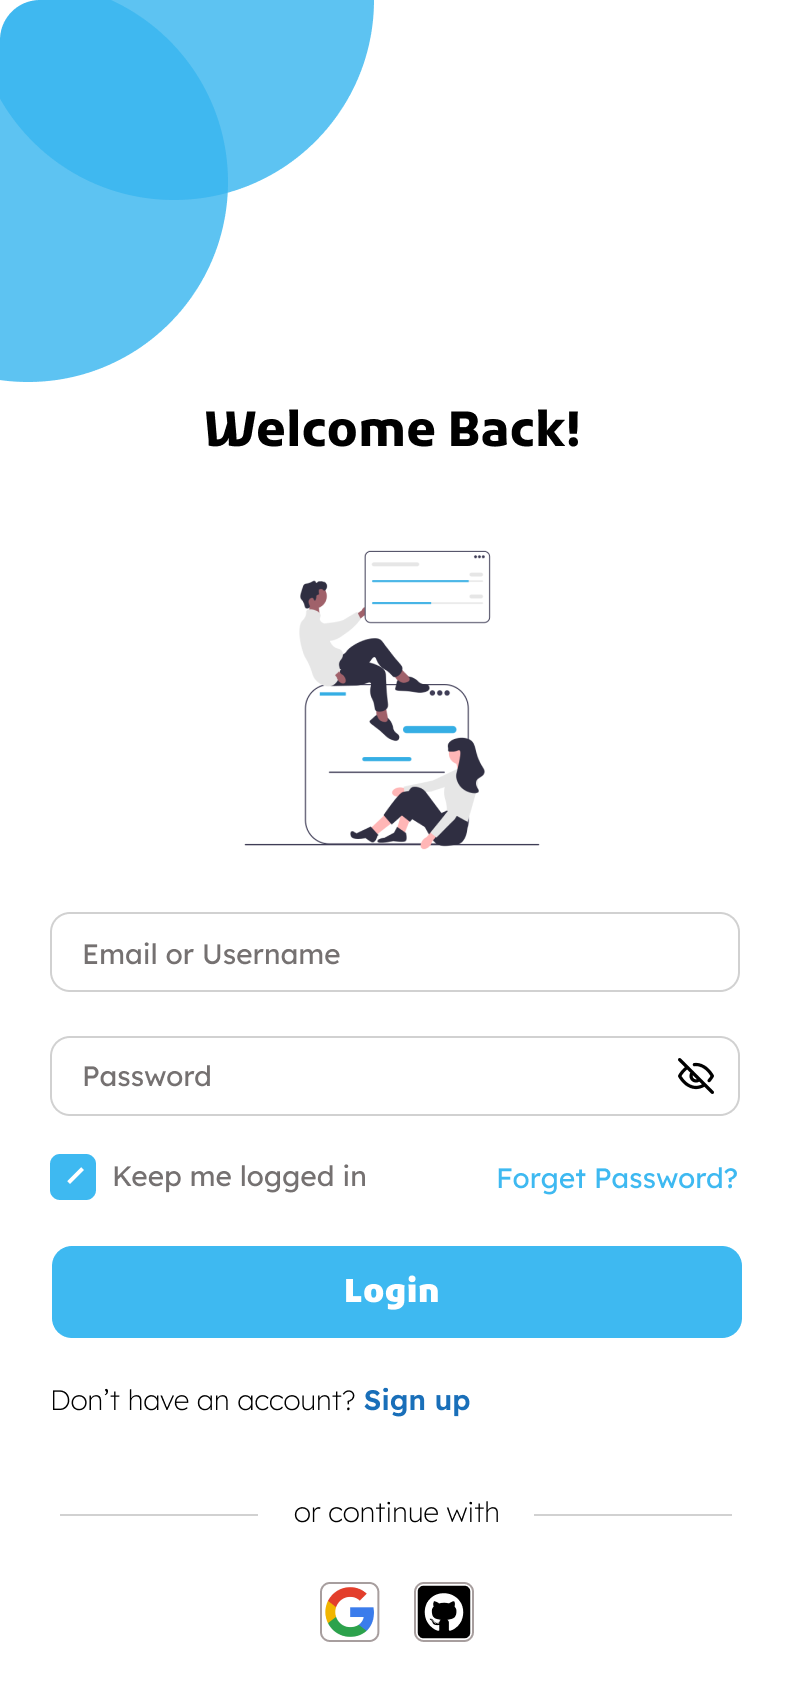 Welcome Back!
Email or Username
Password
Keep me logged in
Forget Password?
Login
Don’t have an account? Sign up
or continue with